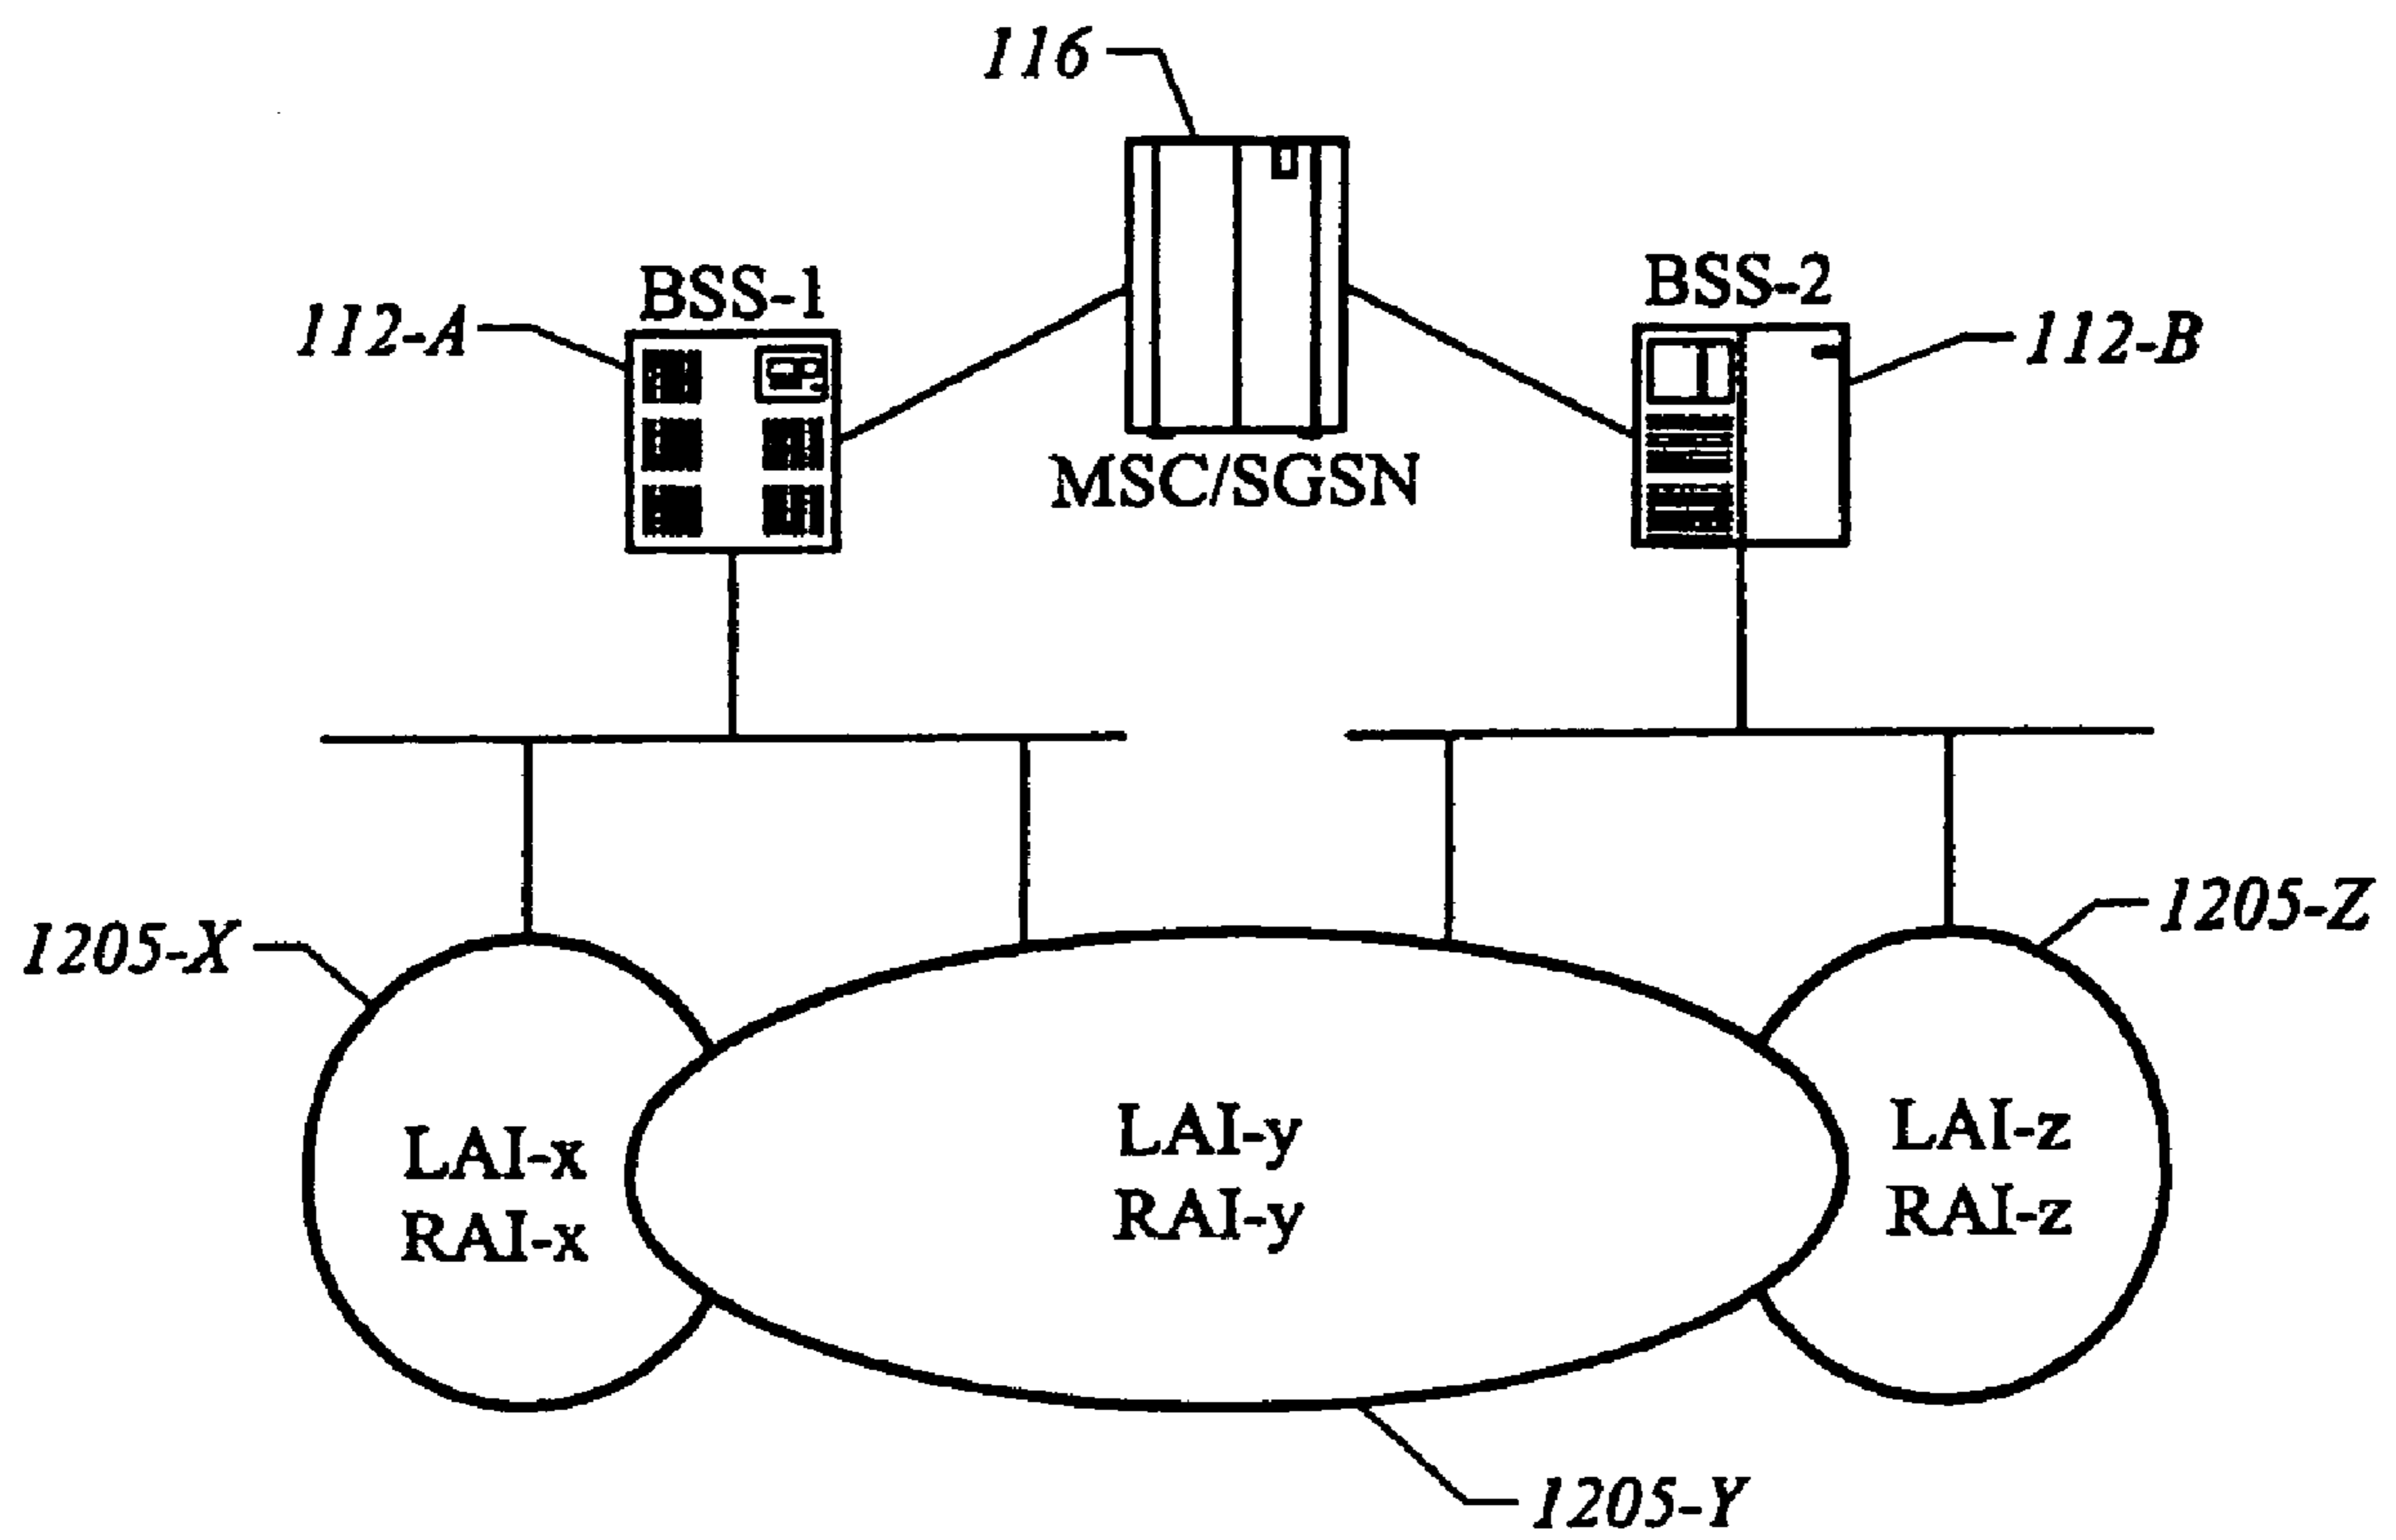 116
BSS-1
BSS-2
112-A
112-B
MSC/SGSN
1205-X
1205-Z
LAI-x
RAI-x
LAI-y
RAI-y
LAI-z
RAI-z
1205-Y